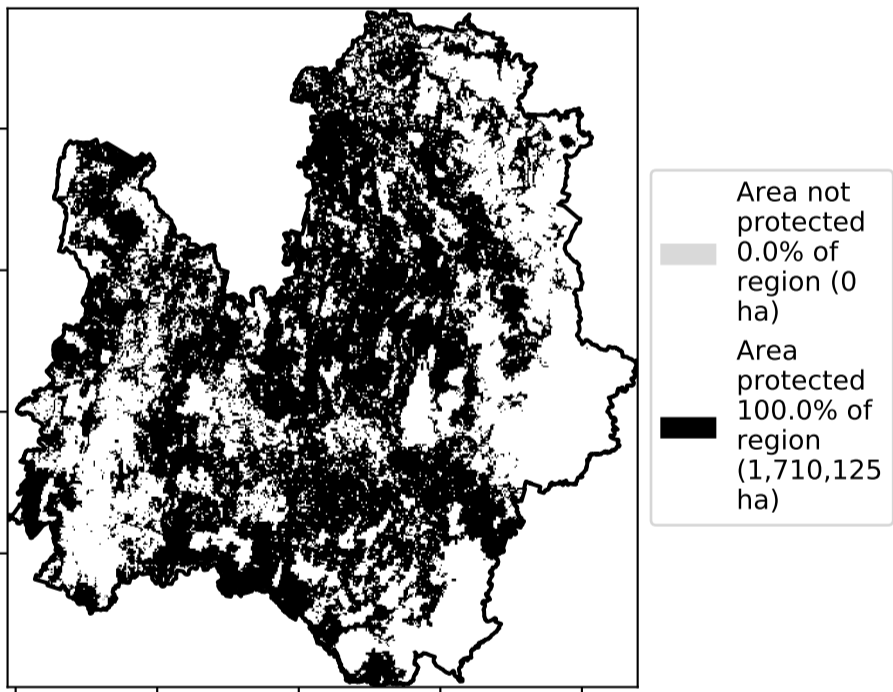 Area not
protected
0.0% of
region (0
ha)
Area
protected
100.0% of
region
(1,710,125
ha)